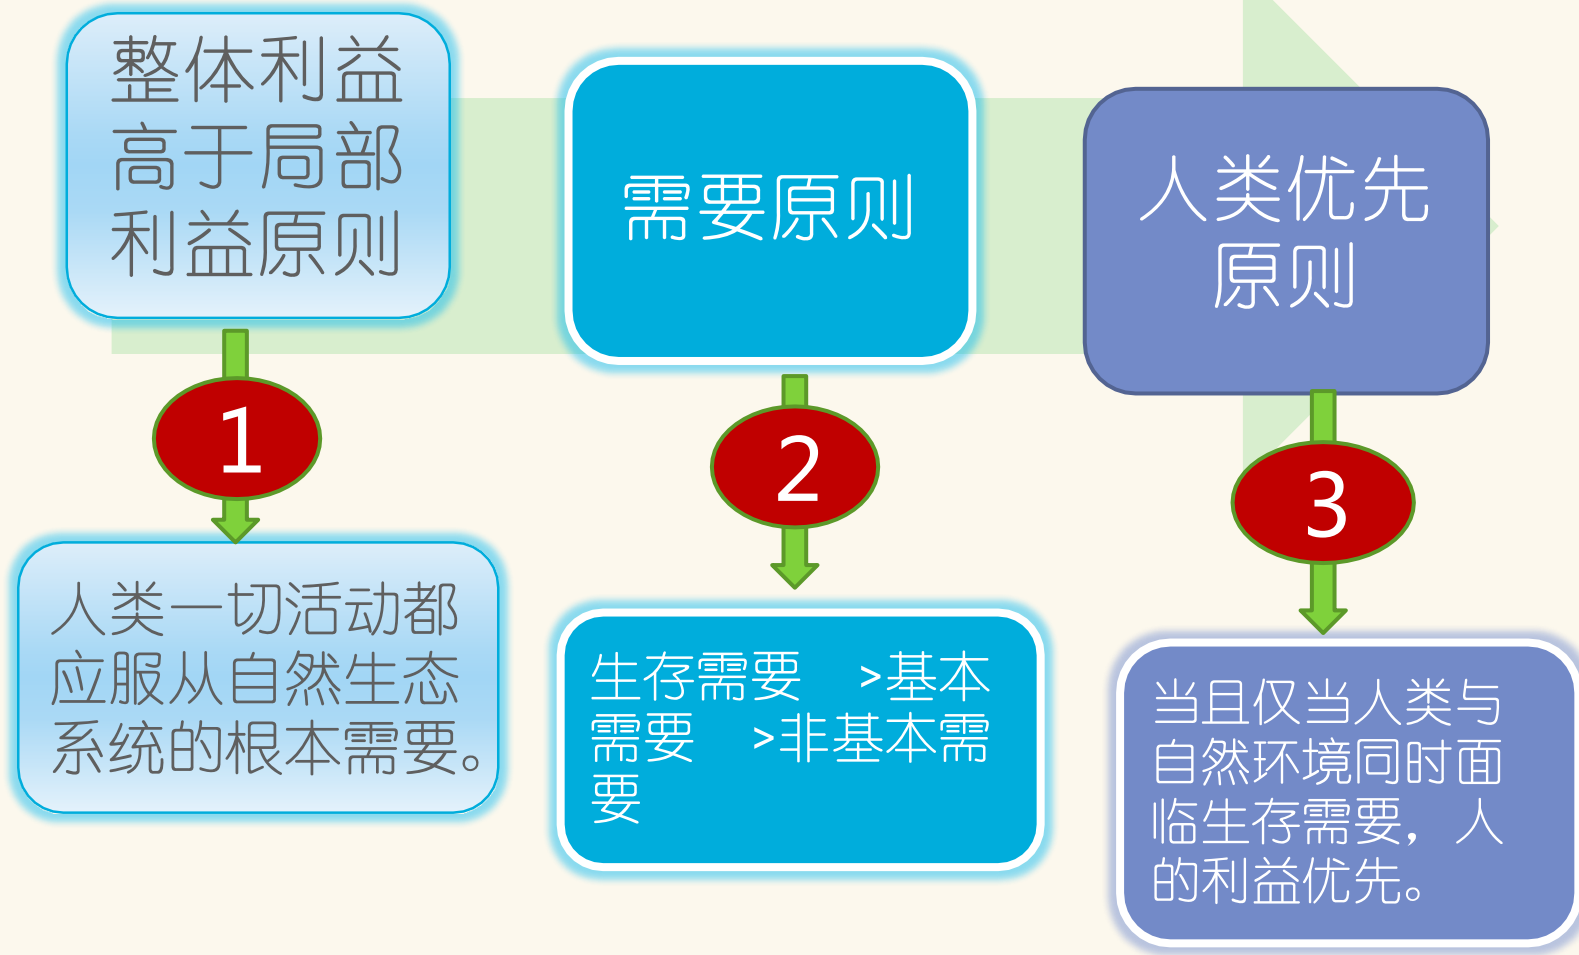 整体利益
高于局部
利益原则
需要原则
人类优先
原则
1
2
3
人类一切活动都
应服从自然生态
系统的根本需要。
生存需要 >基本
需要 >非基本需
要
当且仅当人类与
自然环境同时面
临生存需要，人
的利益优先。